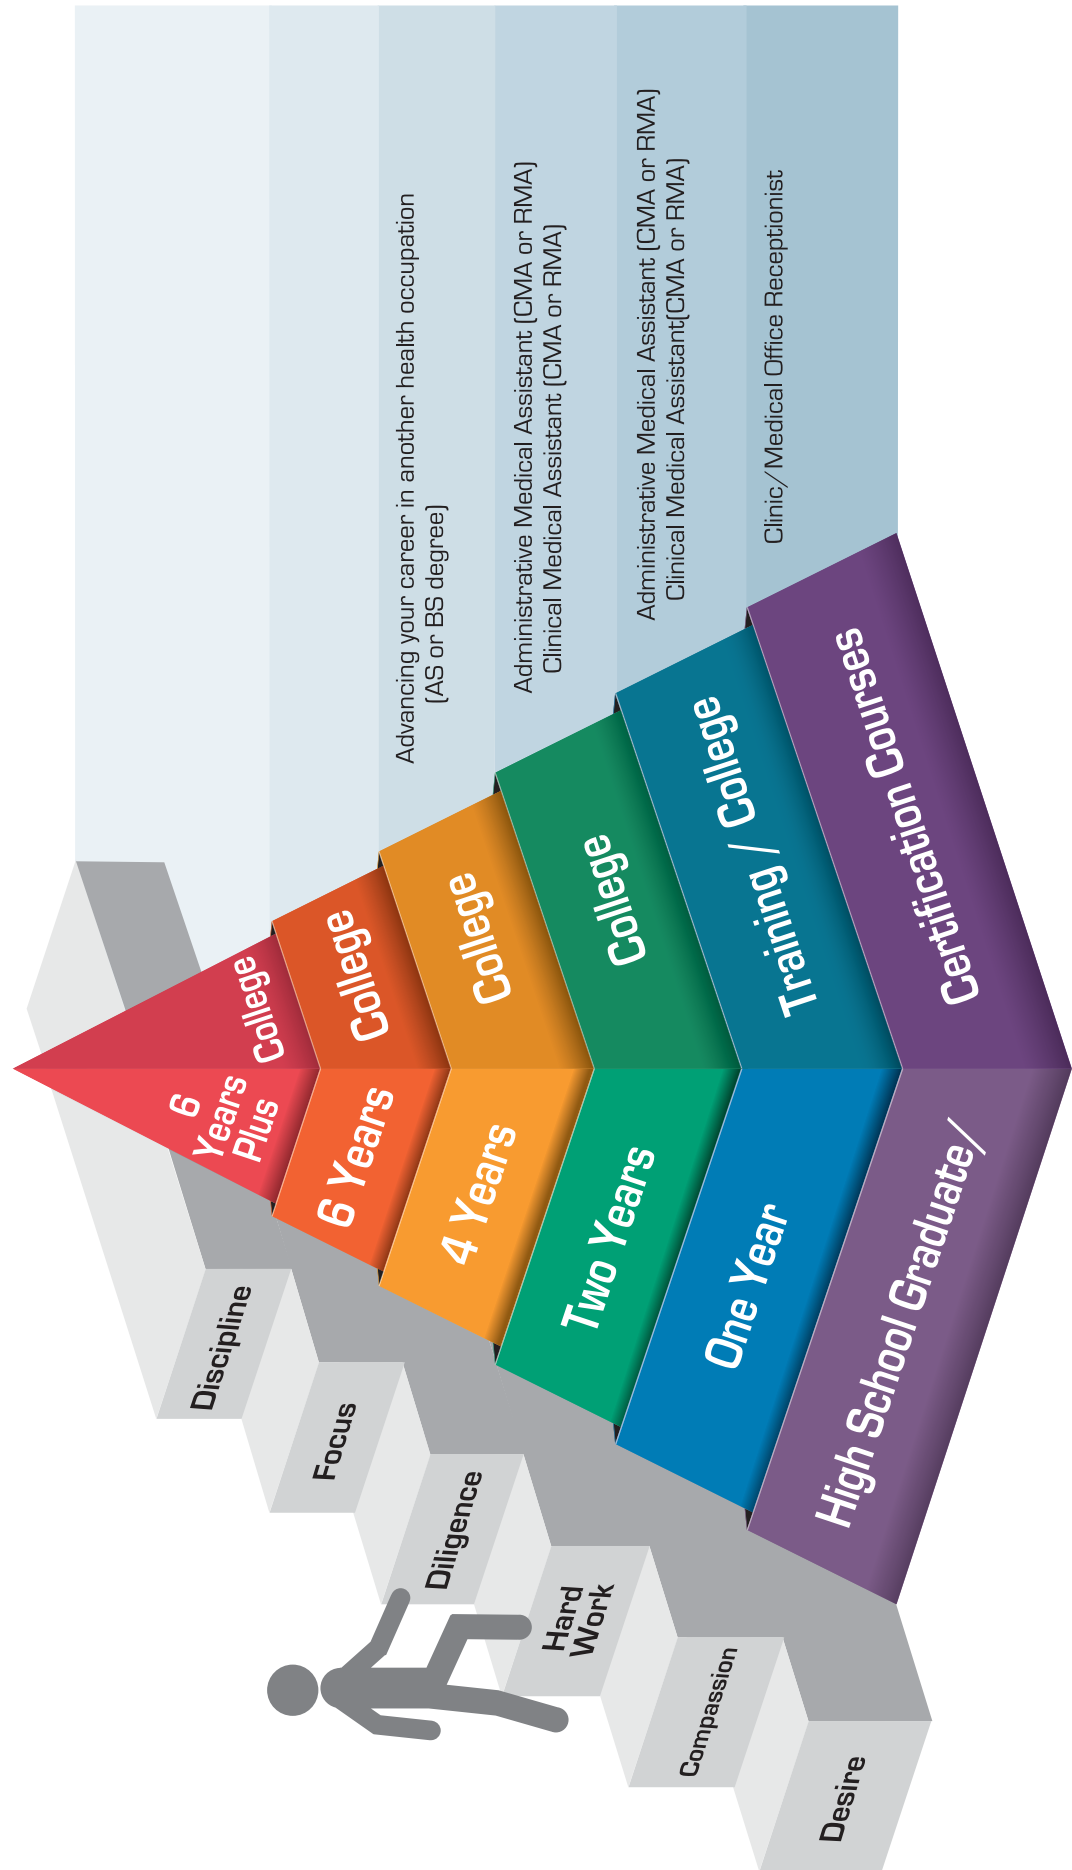 6
Years
Plus
College
6 Years
College
4 Years
College
Two Years
College
One Year
Training / College
High School Graduate/
Certification Courses
Advancing your career in another health occupation
(AS or BS degree)
Administrative Medical Assistant (CMA or RMA)
Clinical Medical Assistant (CMA or RMA)
Administrative Medical Assistant (CMA or RMA)
Clinical Medical Assistant(CMA or RMA)
Clinic/Medical Office Receptionist
Discipline
Focus
Diligence
Hard
Work
Compassion
Desire